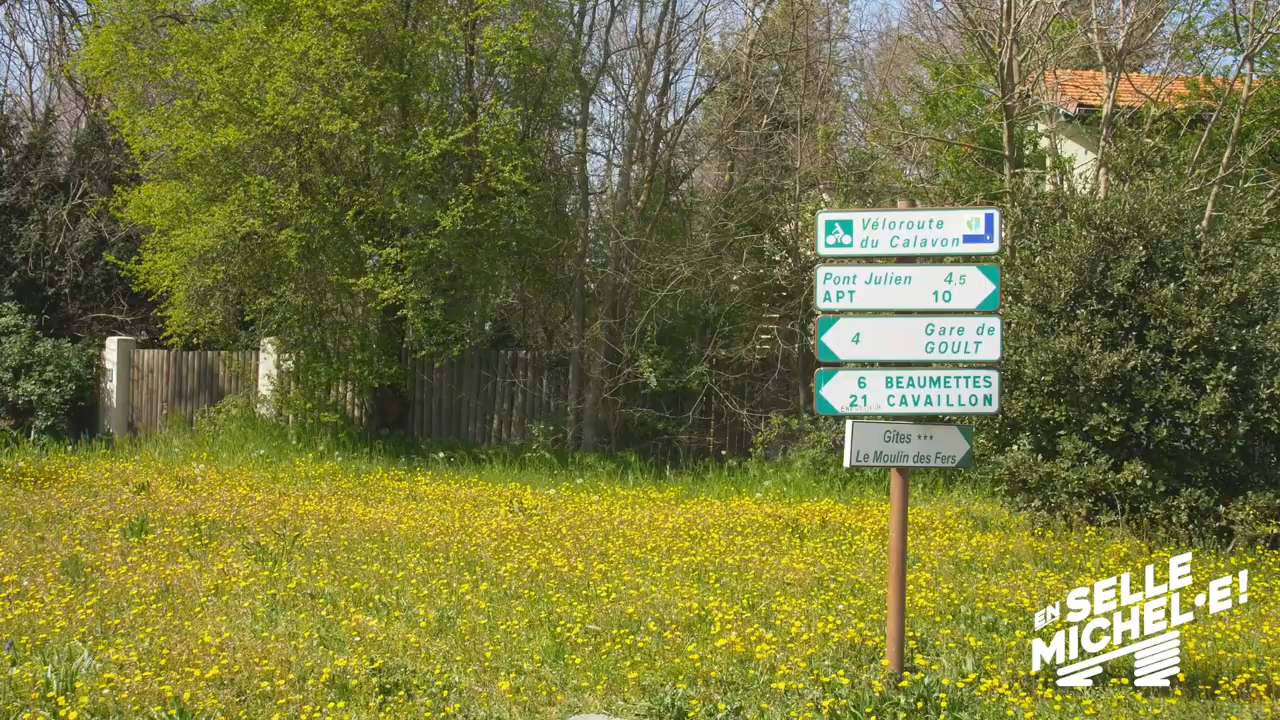 Véloroute
du Calavon
Pont Julien 4,5
APT 10
4 Gare de
GOULT
6 BEAUMETTES
21 CAVAILLON
Gîtes ***
Le Moulin des Fers
EN SELLE
MICHEL•E!